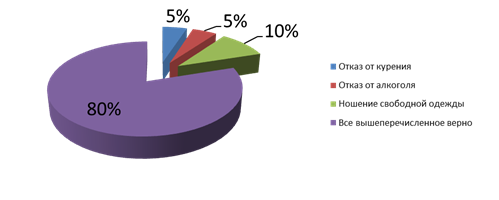 5%
5%
10%
80%
Отказ от курения
Отказ от алкоголя
Ношение свободной одежды
Все вышеперечисленное верно